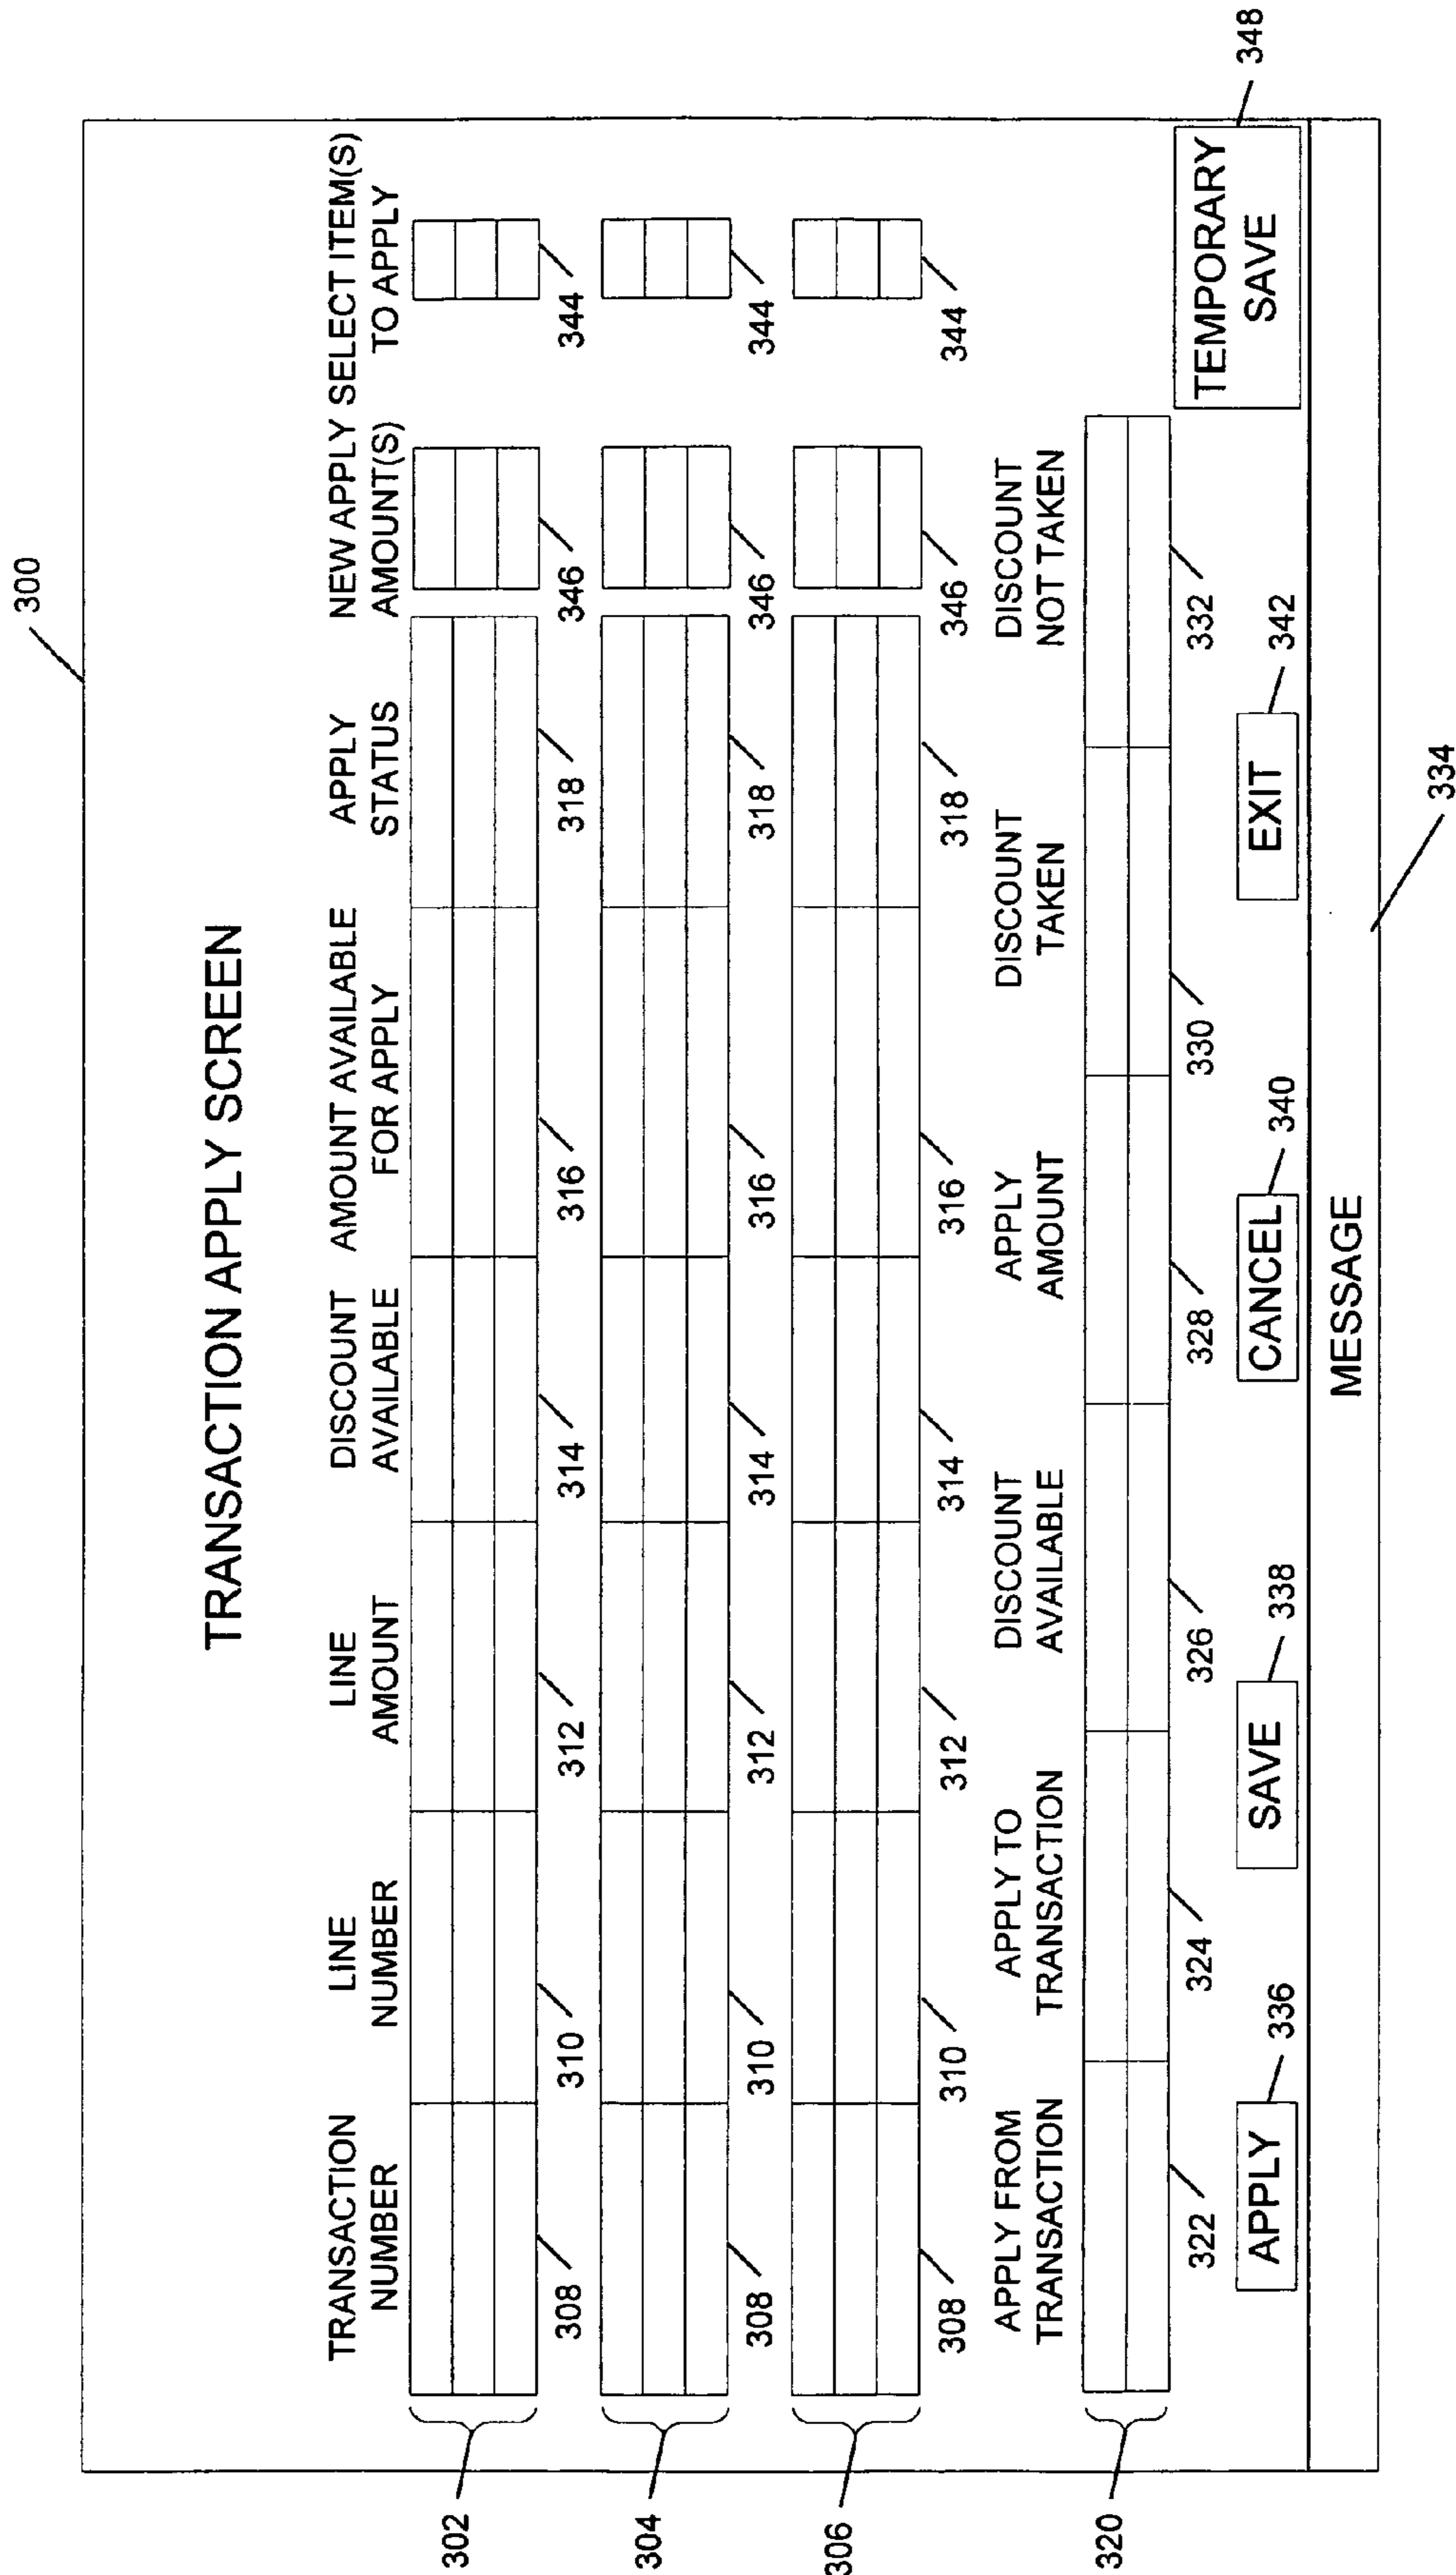 300
TRANSACTION APPLY SCREEN
TRANSACTION NUMBER
LINE NUMBER
LINE AMOUNT
DISCOUNT AVAILABLE
AMOUNT AVAILABLE FOR APPLY
APPLY STATUS
NEW APPLY AMOUNT(S)
SELECT ITEM(S) TO APPLY
302
308 310 312 314 316 318 346 344
304
308 310 312 314 316 318 346 344
306
308 310 312 314 316 318 346 344
APPLY FROM TRANSACTION
APPLY TO TRANSACTION
DISCOUNT AVAILABLE
APPLY AMOUNT
DISCOUNT TAKEN
DISCOUNT NOT TAKEN
320
322 324 326 328 330 332
APPLY 336
SAVE 338
CANCEL 340
EXIT 342
TEMPORARY SAVE 348
MESSAGE
334